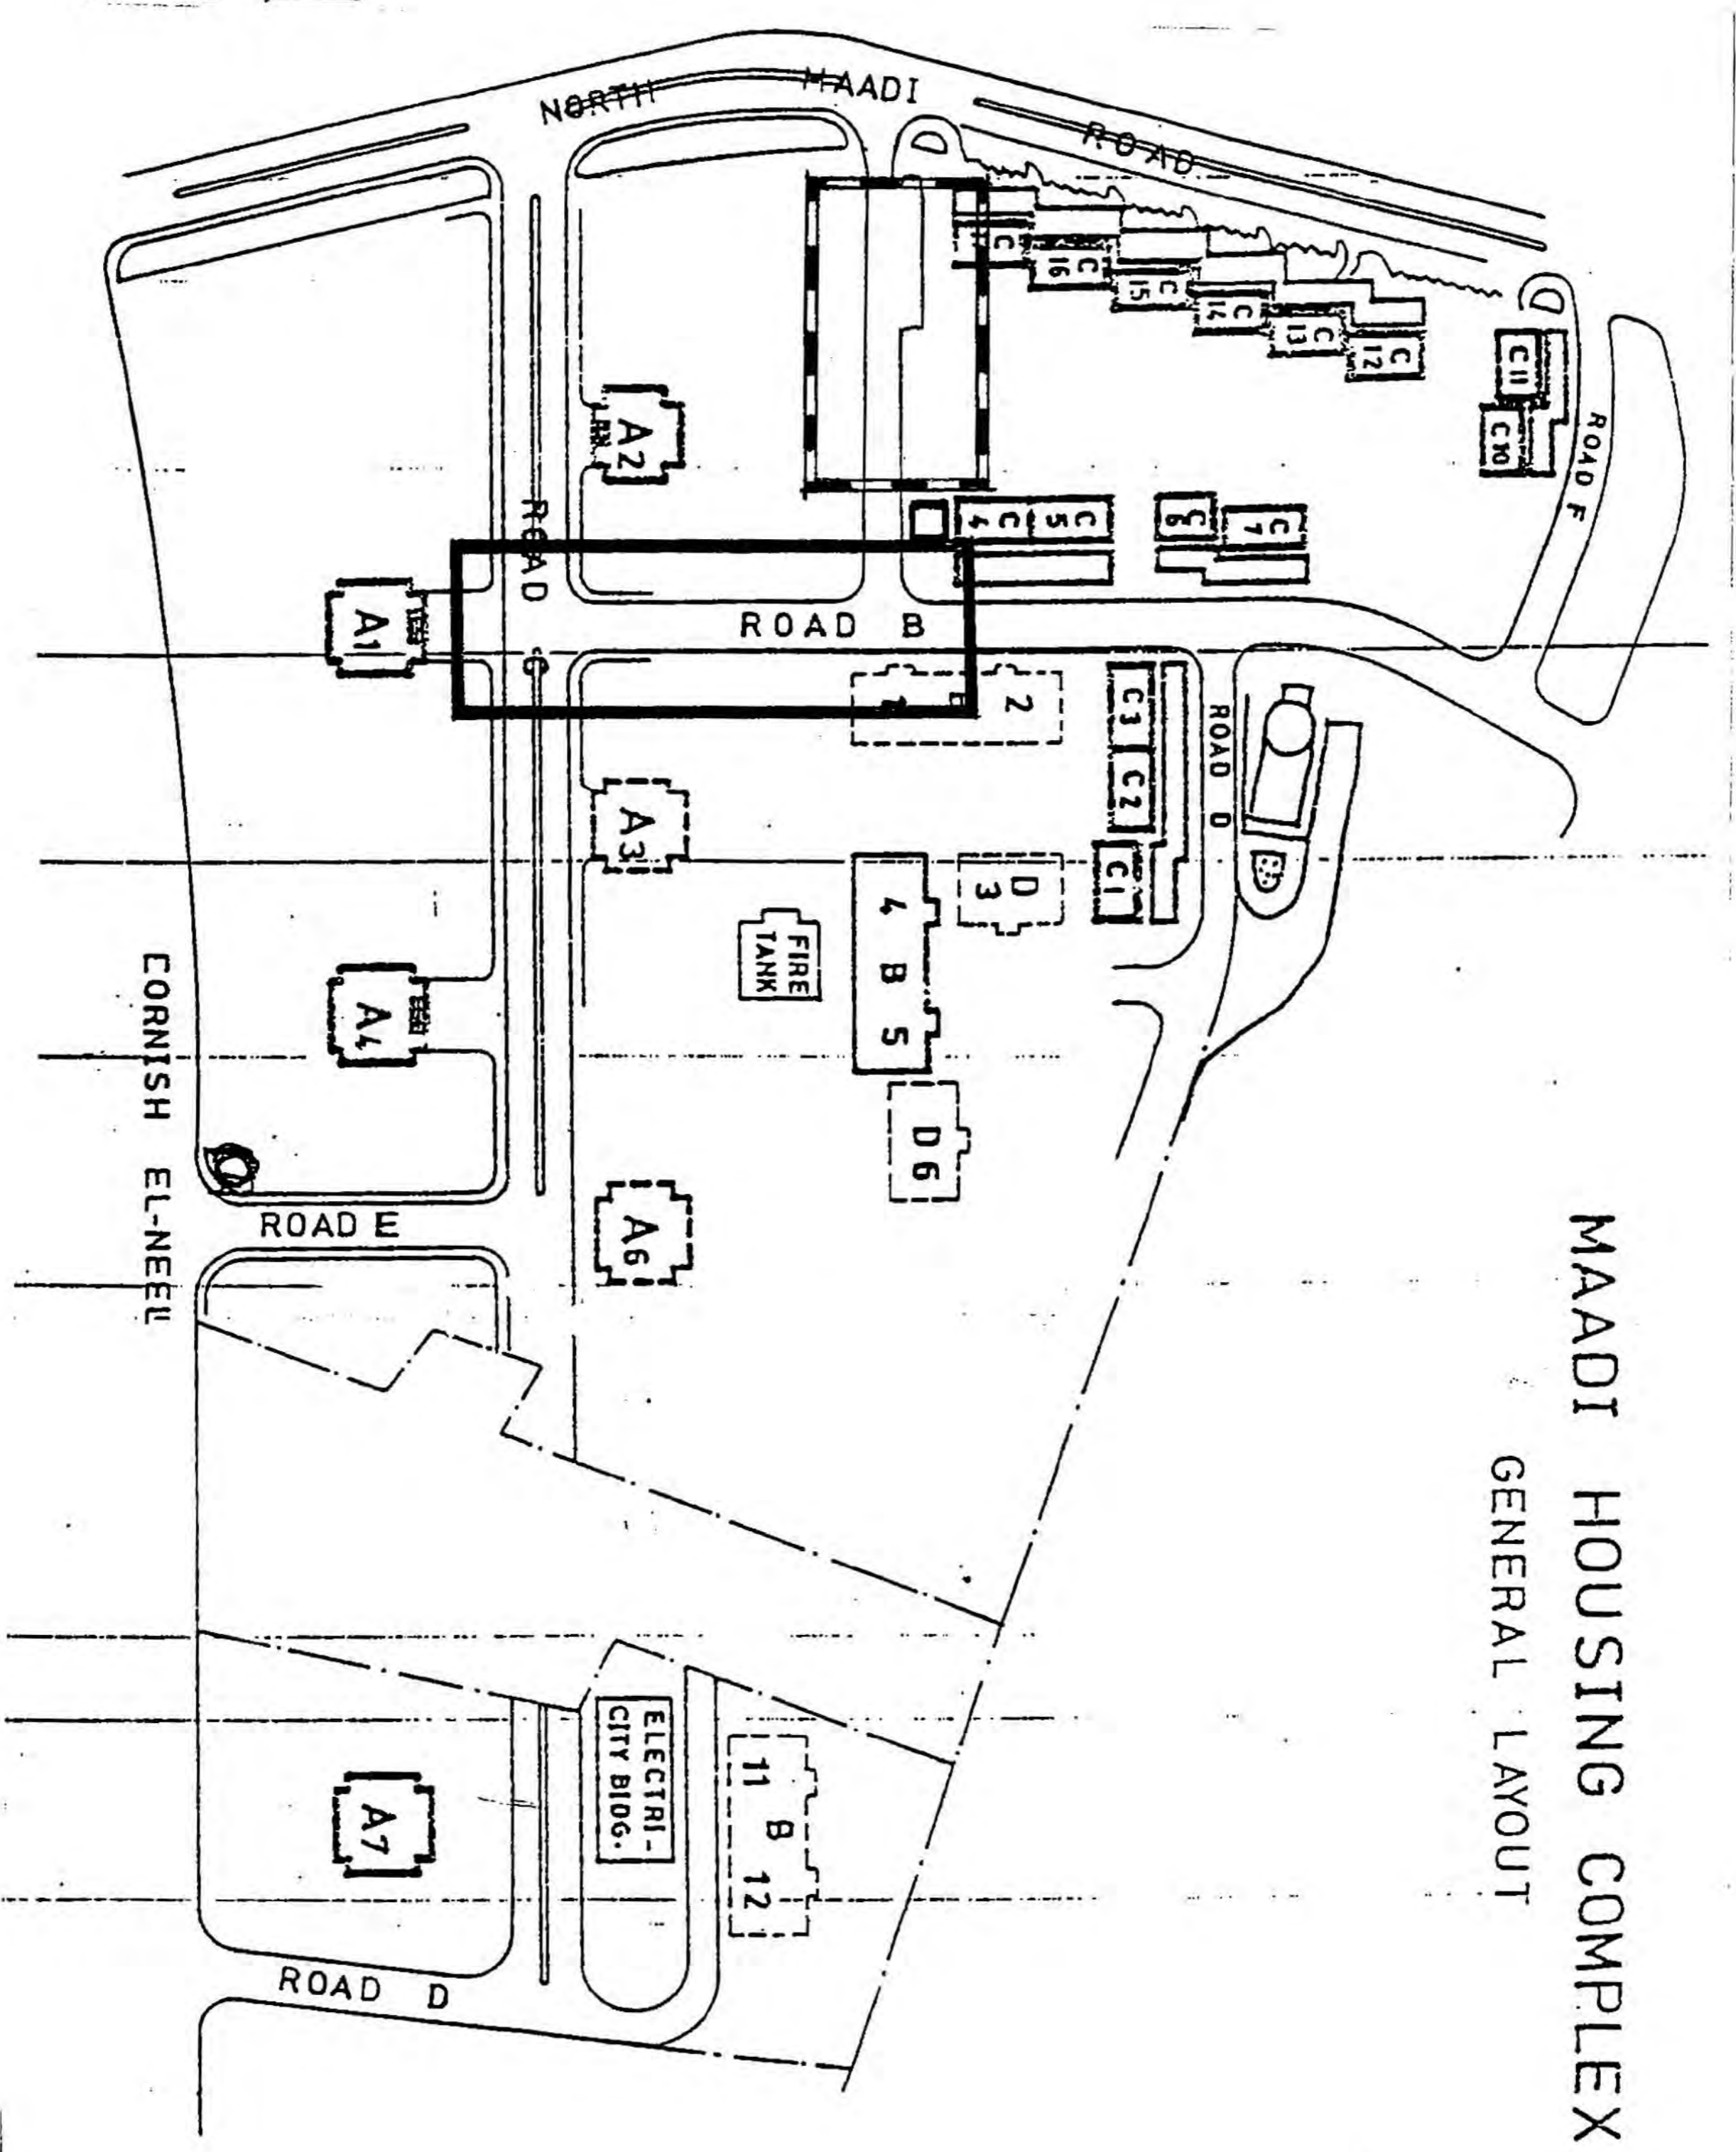 MAADI HOUSING COMPLEX
GENERAL LAYOUT
NORTH MAADI ROAD
ROAD F
C 11
C 10
C 12
C 13
C 14
C 15
C 16
C
C 4
C 5
C 6
C 7
A2
ROAD C
A1
ROAD B
2
C3
C2
C1
ROAD D
A3
D 3
4 B 5
FIRE
TANK
D6
A4
A6
CORNISH EL-NEEL
ROAD E
ELECTRI-
CITY BIDG.
11 B 12
A7
ROAD D